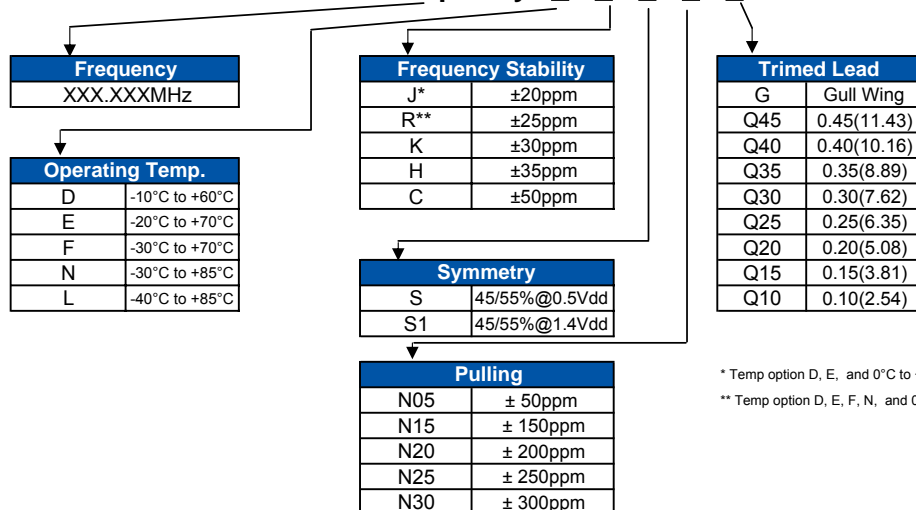 Frequency
XXX.XXXMHz
Operating Temp.
D -10°C to +60°C
E -20°C to +70°C
F -30°C to +70°C
N -30°C to +85°C
L -40°C to +85°C
Frequency Stability
J* ±20ppm
R** ±25ppm
K ±30ppm
H ±35ppm
C ±50ppm
Symmetry
S 45/55%@0.5Vdd
S1 45/55%@1.4Vdd
Pulling
N05 ± 50ppm
N15 ± 150ppm
N20 ± 200ppm
N25 ± 250ppm
N30 ± 300ppm
Trimed Lead
G Gull Wing
Q45 0.45(11.43)
Q40 0.40(10.16)
Q35 0.35(8.89)
Q30 0.30(7.62)
Q25 0.25(6.35)
Q20 0.20(5.08)
Q15 0.15(3.81)
Q10 0.10(2.54)
* Temp option D, E, and 0°C to
** Temp option D, E, F, N, and 0